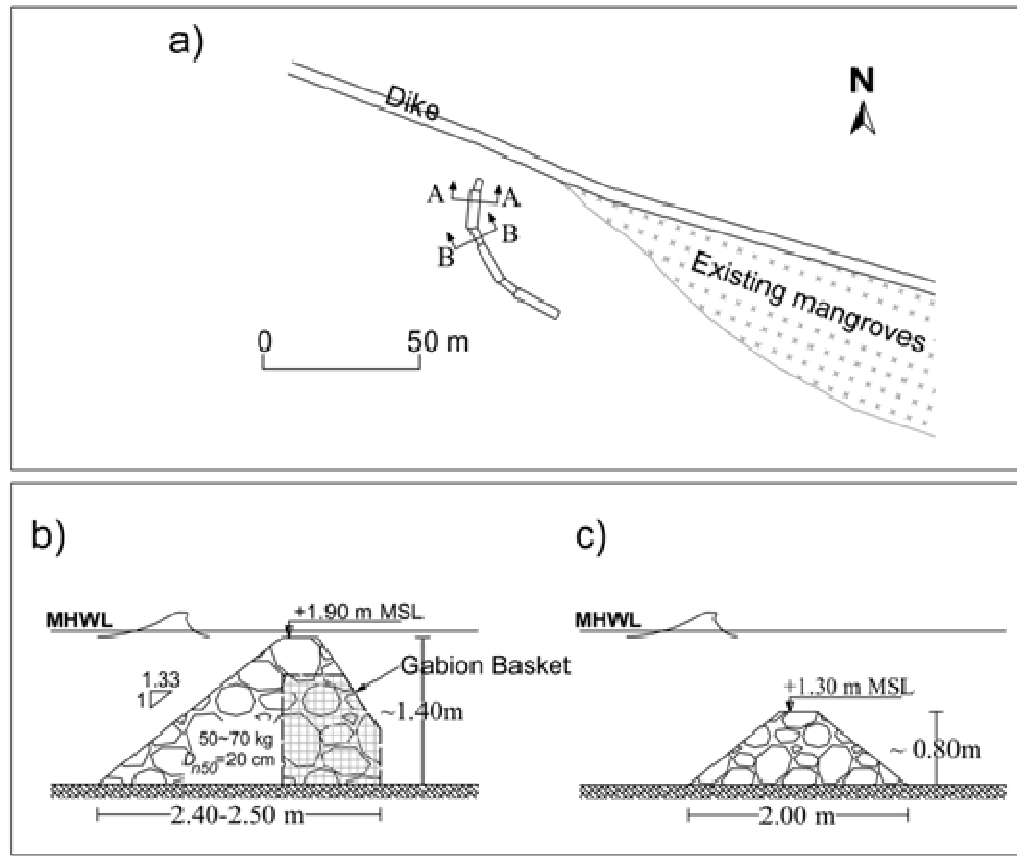 a)
N
Dike
A
A
B
B
Existing mangroves
0
50 m
b)
MHWL
+1.90 m MSL
Gabion Basket
1.33
1
~1.40m
50~70 kg
Dn50=20 cm
2.40-2.50 m
c)
MHWL
+1.30 m MSL
~ 0.80m
2.00 m